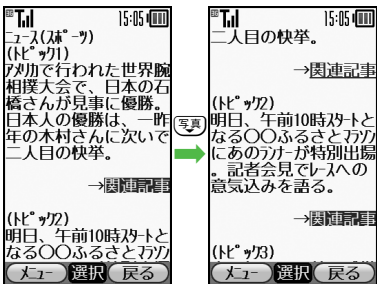 15:05
ﾆｭｰｽ(ｽﾎﾟｰﾂ)
(ﾄﾋﾟｯｸ1)
ｱﾒﾘｶで行われた世界腕
相撲大会で、日本の石
橋さんが見事に優勝。
日本人の優勝は、一昨
年の木村さんに次いで
二人目の快挙。
→関連記事
(ﾄﾋﾟｯｸ2)
明日、午前10時ｽﾀｰﾄと
なる〇〇ふるさとﾏﾗｿﾝ
ﾒﾆｭｰ 選択 戻る
写真
15:05
二人目の快挙。
→関連記事
(ﾄﾋﾟｯｸ2)
明日、午前10時ｽﾀｰﾄと
なる〇〇ふるさとﾏﾗｿﾝ
にあのﾗﾝﾅｰが特別出場
。記者会見でﾚｰｽへの
意気込みを語る。
→関連記事
(ﾄﾋﾟｯｸ3)
ﾒﾆｭｰ 選択 戻る